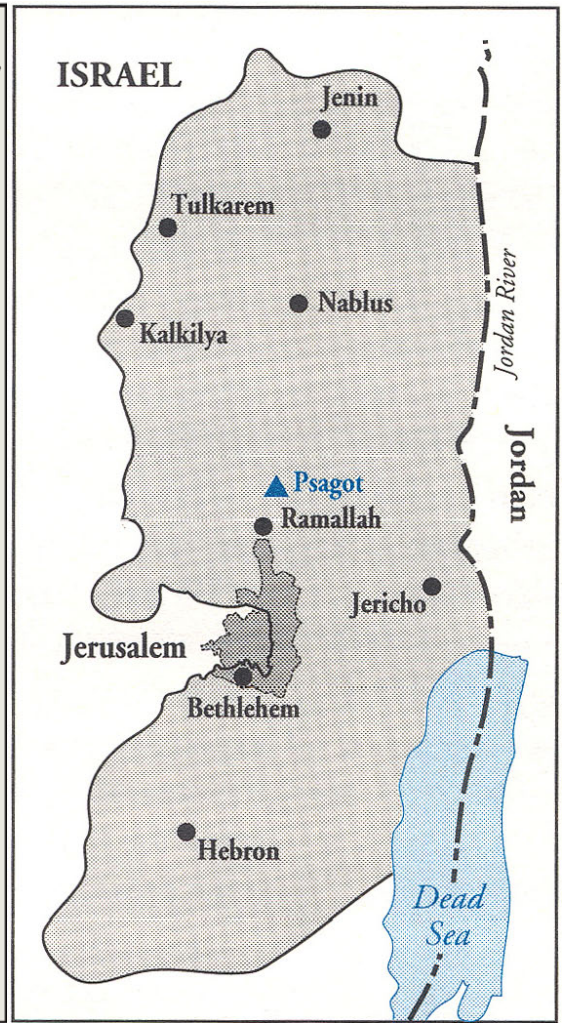 ISRAEL
Jenin
Tulkarem
Nablus
Kalkilya
Jordan River
Jordan
Psagot
Ramallah
Jericho
Jerusalem
Bethlehem
Hebron
Dead
Sea